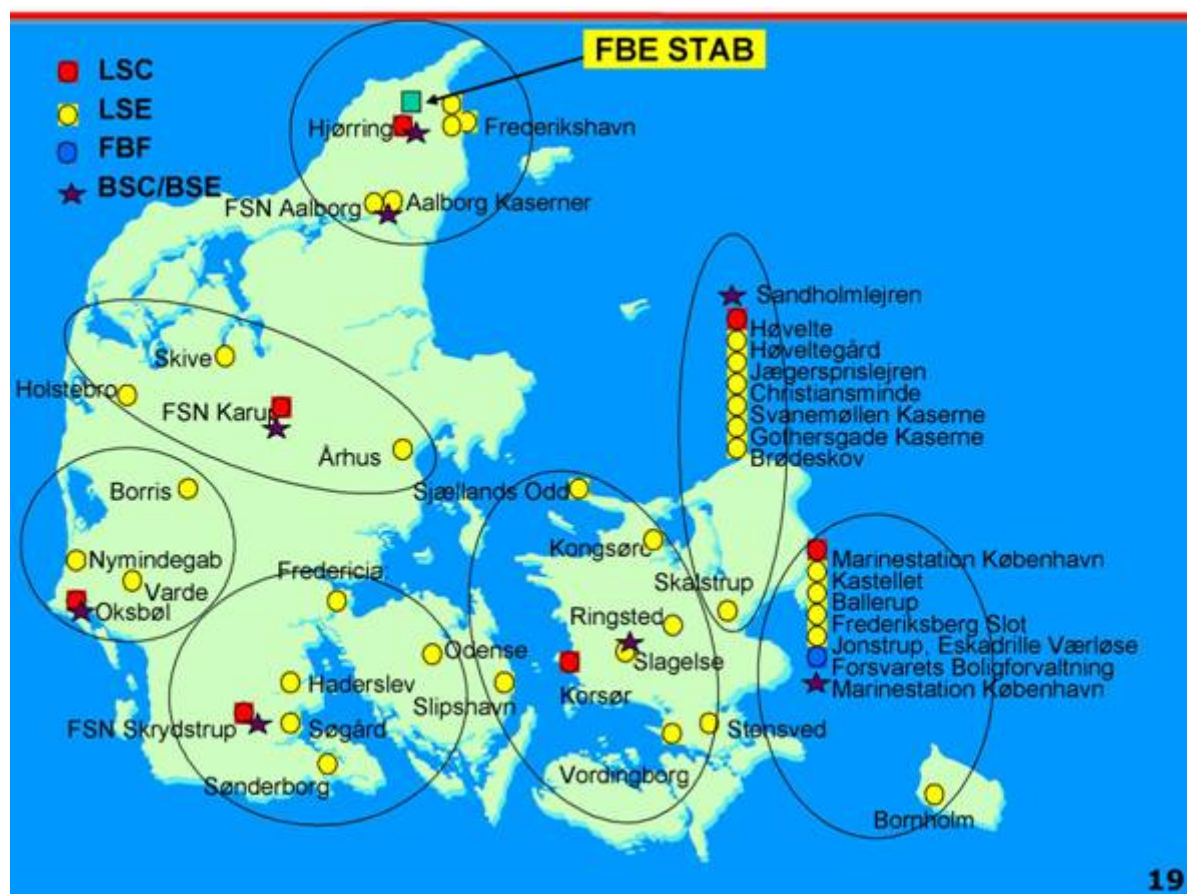 FBE STAB
LSC
LSE
FBF
BSC/BSE
Hjørring
Frederikshavn
FSN Aalborg
Aalborg Kaserner
Sandholmlejren
Høvelte
Høveltegård
Jægersprislejren
Christiansminde
Svanemøllen Kaserne
Gothersgade Kaserne
Brødeskov
Skive
Holstebro
FSN Karup
Århus
Borris
Nymindegab
Varde
Oksbøl
Sjællands Odd
Kongsøre
Skalstrup
Ringsted
Slagelse
Korsør
Stensved
Vordingborg
Fredericia
Odense
Haderslev
Slipshavn
FSN Skrydstrup
Søgård
Sønderborg
Marinestation København
Kastellet
Ballerup
Frederiksberg Slot
Jonstrup, Eskadrille Værløse
Forsvarets Boligforvaltning
Marinestation København
Bornholm
19